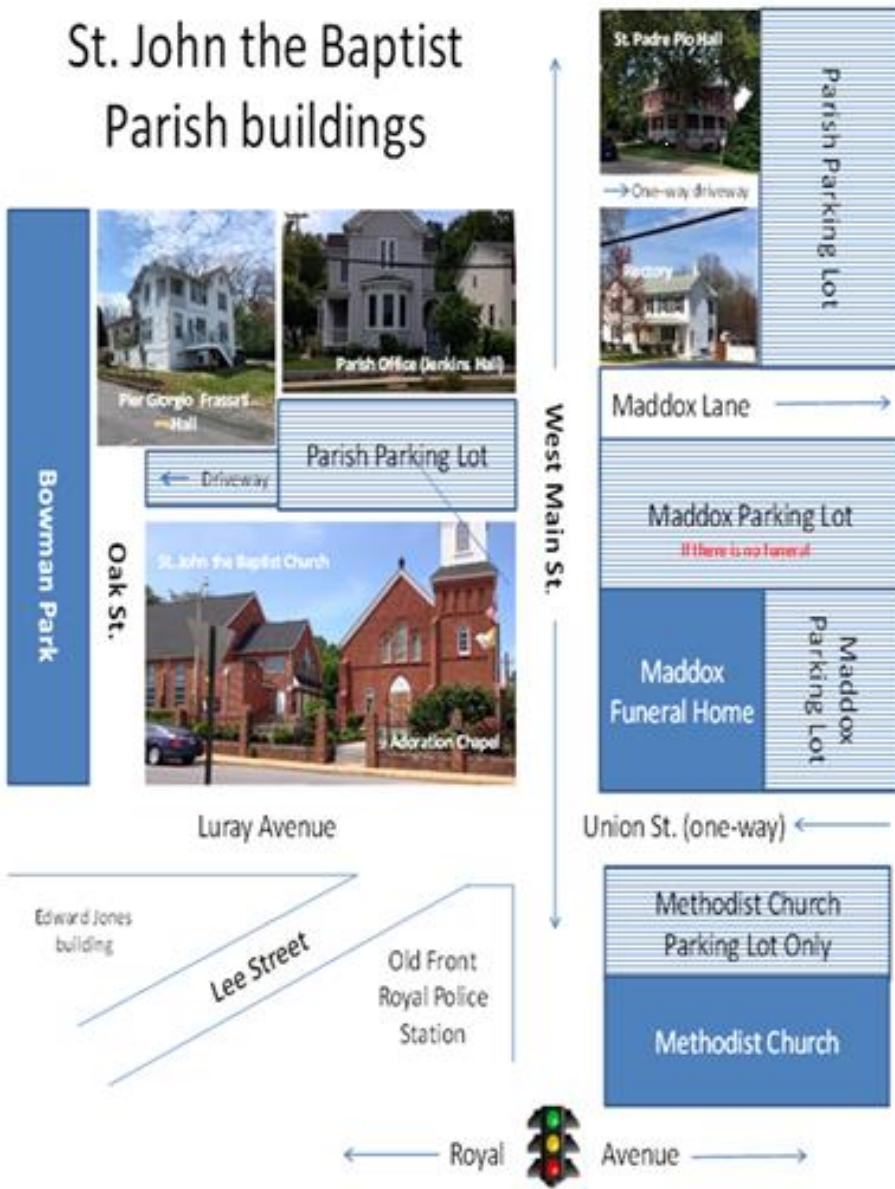 St. John the Baptist
Parish buildings
St. Padre Pio Hall
Parish Parking Lot
One-way driveway
Rectory
Pier Giorgio Frassati
Hall
Parish Office (Jenkins Hall)
Maddox Lane
Parish Parking Lot
Driveway
Bowman Park
Oak St.
West Main St.
Maddox Parking Lot
If there is no funeral
St. John the Baptist Church
Adoration Chapel
Maddox
Funeral Home
Maddox
Parking Lot
Luray Avenue
Union St. (one-way)
Edward Jones
building
Lee Street
Old Front
Royal Police
Station
Methodist Church
Parking Lot Only
Methodist Church
Royal
Avenue